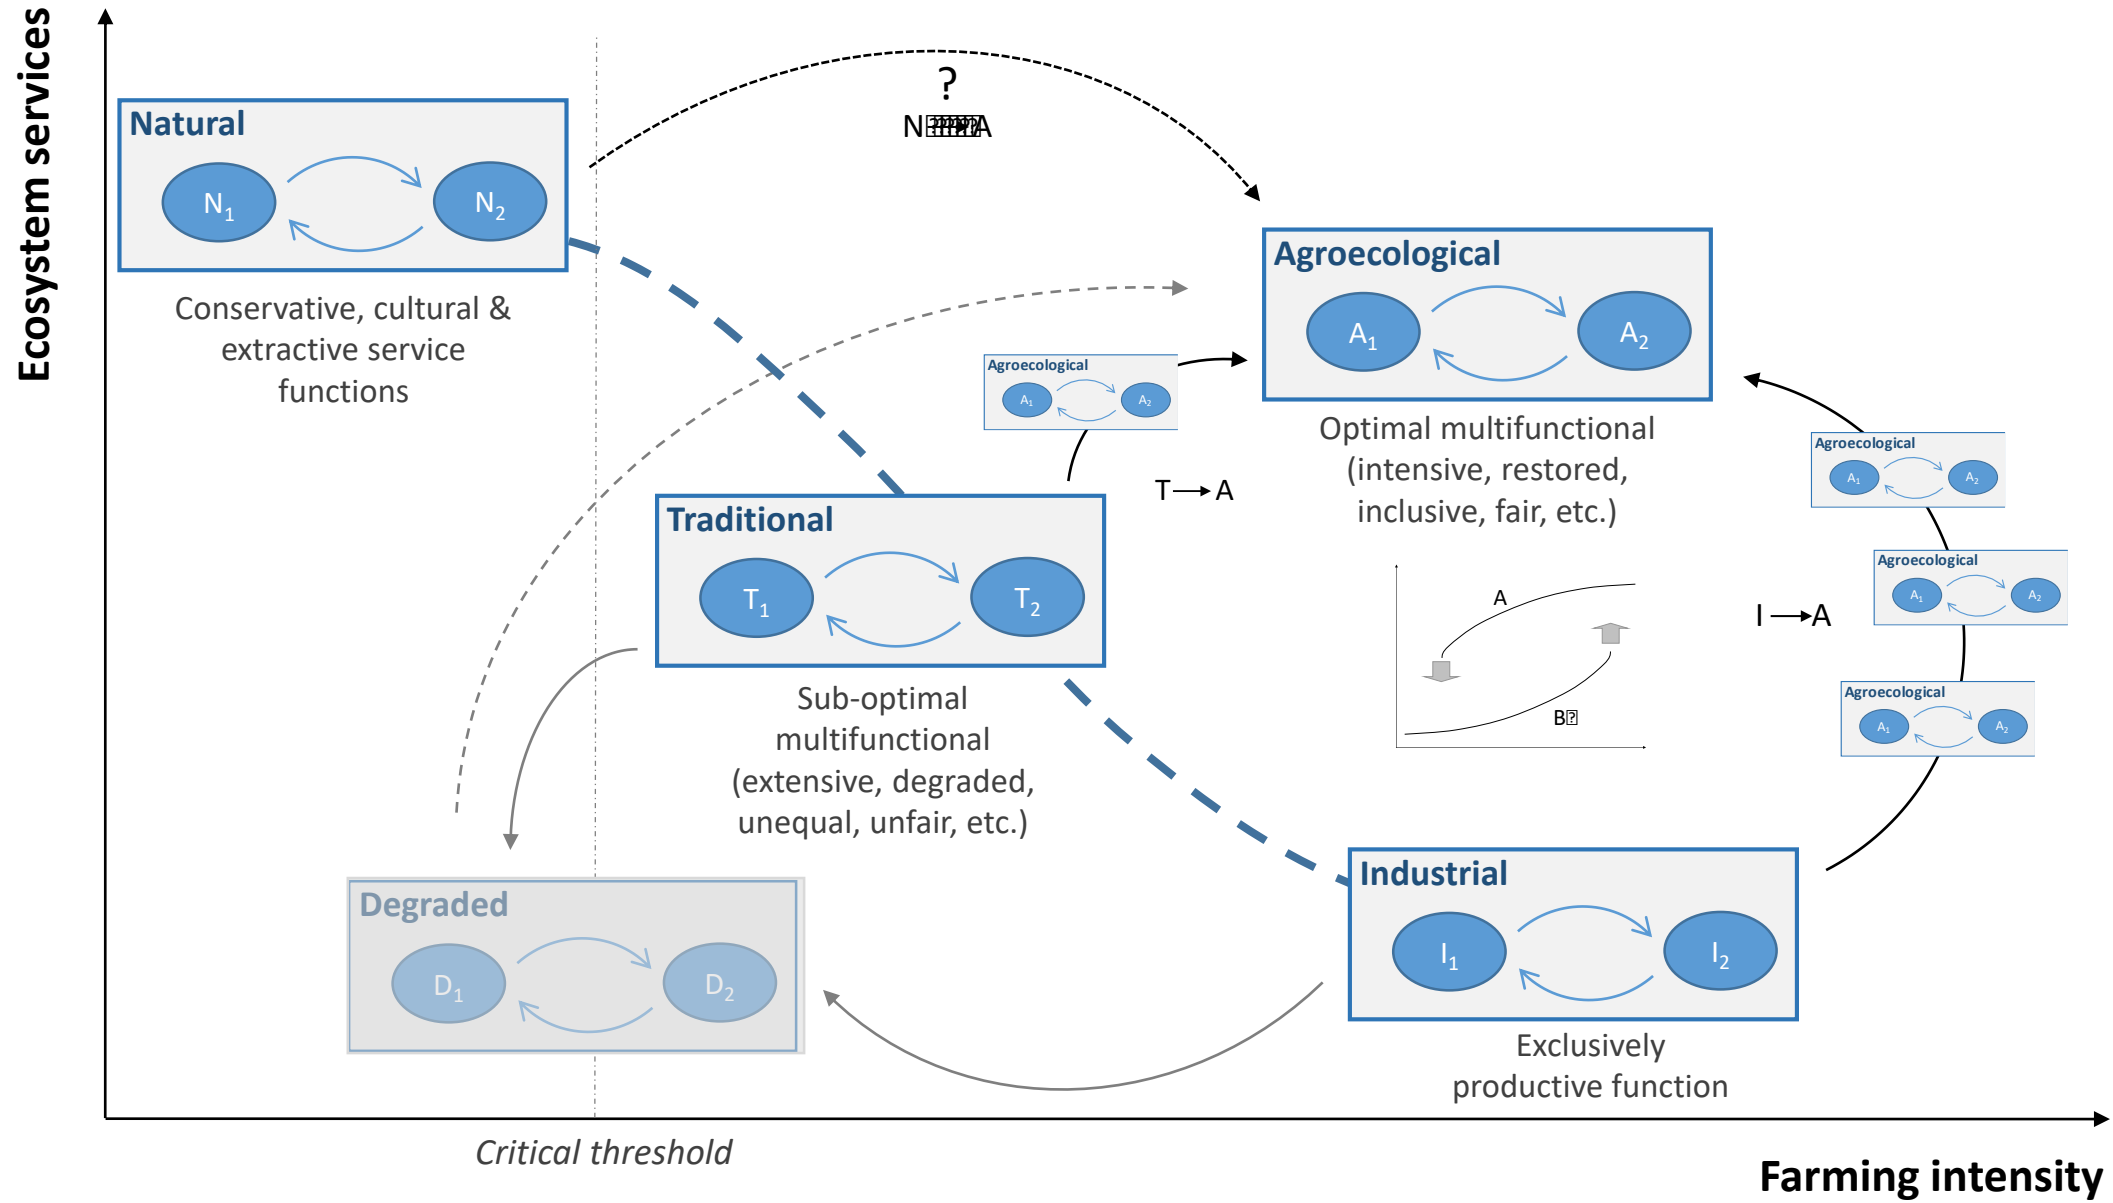 Ecosystem services
Natural
N1
N2
Conservative, cultural &
extractive service
functions
?
N A
Agroecological
A1
A2
Optimal multifunctional
(intensive, restored,
inclusive, fair, etc.)
Agroecological
A1
A2
T → A
Traditional
T1
T2
Sub-optimal
multifunctional
(extensive, degraded,
unequal, unfair, etc.)
A
B
I → A
Agroecological
A1
A2
Agroecological
A1
A2
Agroecological
A1
A2
Degraded
D1
D2
Industrial
I1
I2
Exclusively
productive function
Critical threshold
Farming intensity